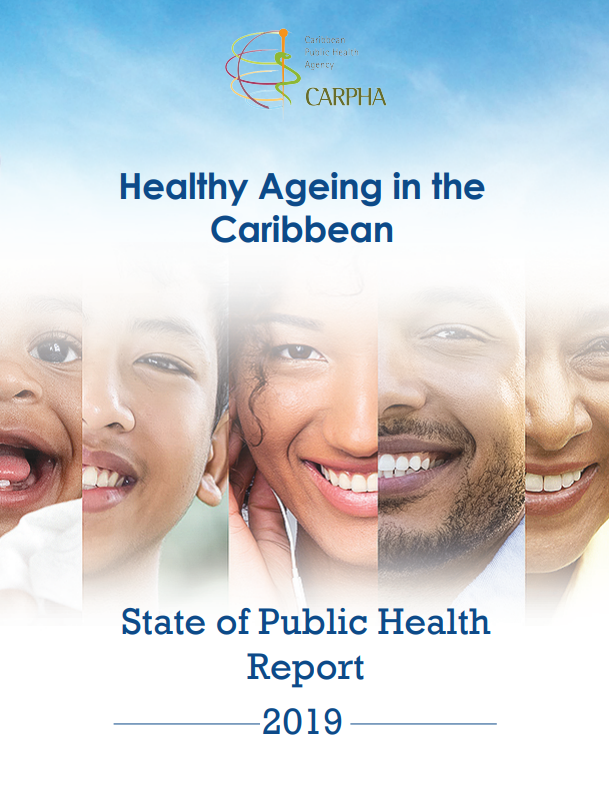 Caribbean
Public Health
Agency
CARPHA
Healthy Ageing in the
Caribbean
State of Public Health
Report
2019